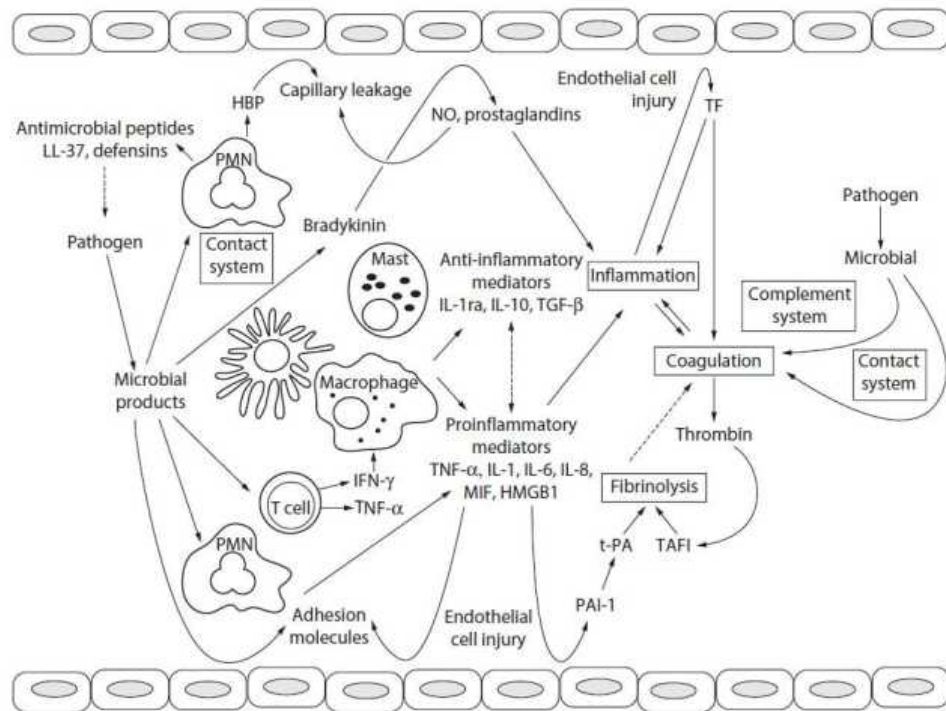 Endothelial cell
injury
TF
HBP
Capillary leakage
NO, prostaglandins
Antimicrobial peptides
LL-37, defensins
PMN
Pathogen
Contact
system
Bradykinin
Mast
Anti-inflammatory
mediators
IL-1ra, IL-10, TGF-β
Inflammation
Pathogen
Microbial
Complement
system
Coagulation
Contact
system
Microbial
products
Macrophage
Thrombin
Proinflammatory
mediators
TNF-α, IL-1, IL-6, IL-8,
MIF, HMGB1
Fibrinolysis
T cell
IFN-γ
TNF-α
t-PA
TAFI
PMN
PAI-1
Adhesion
molecules
Endothelial
cell injury